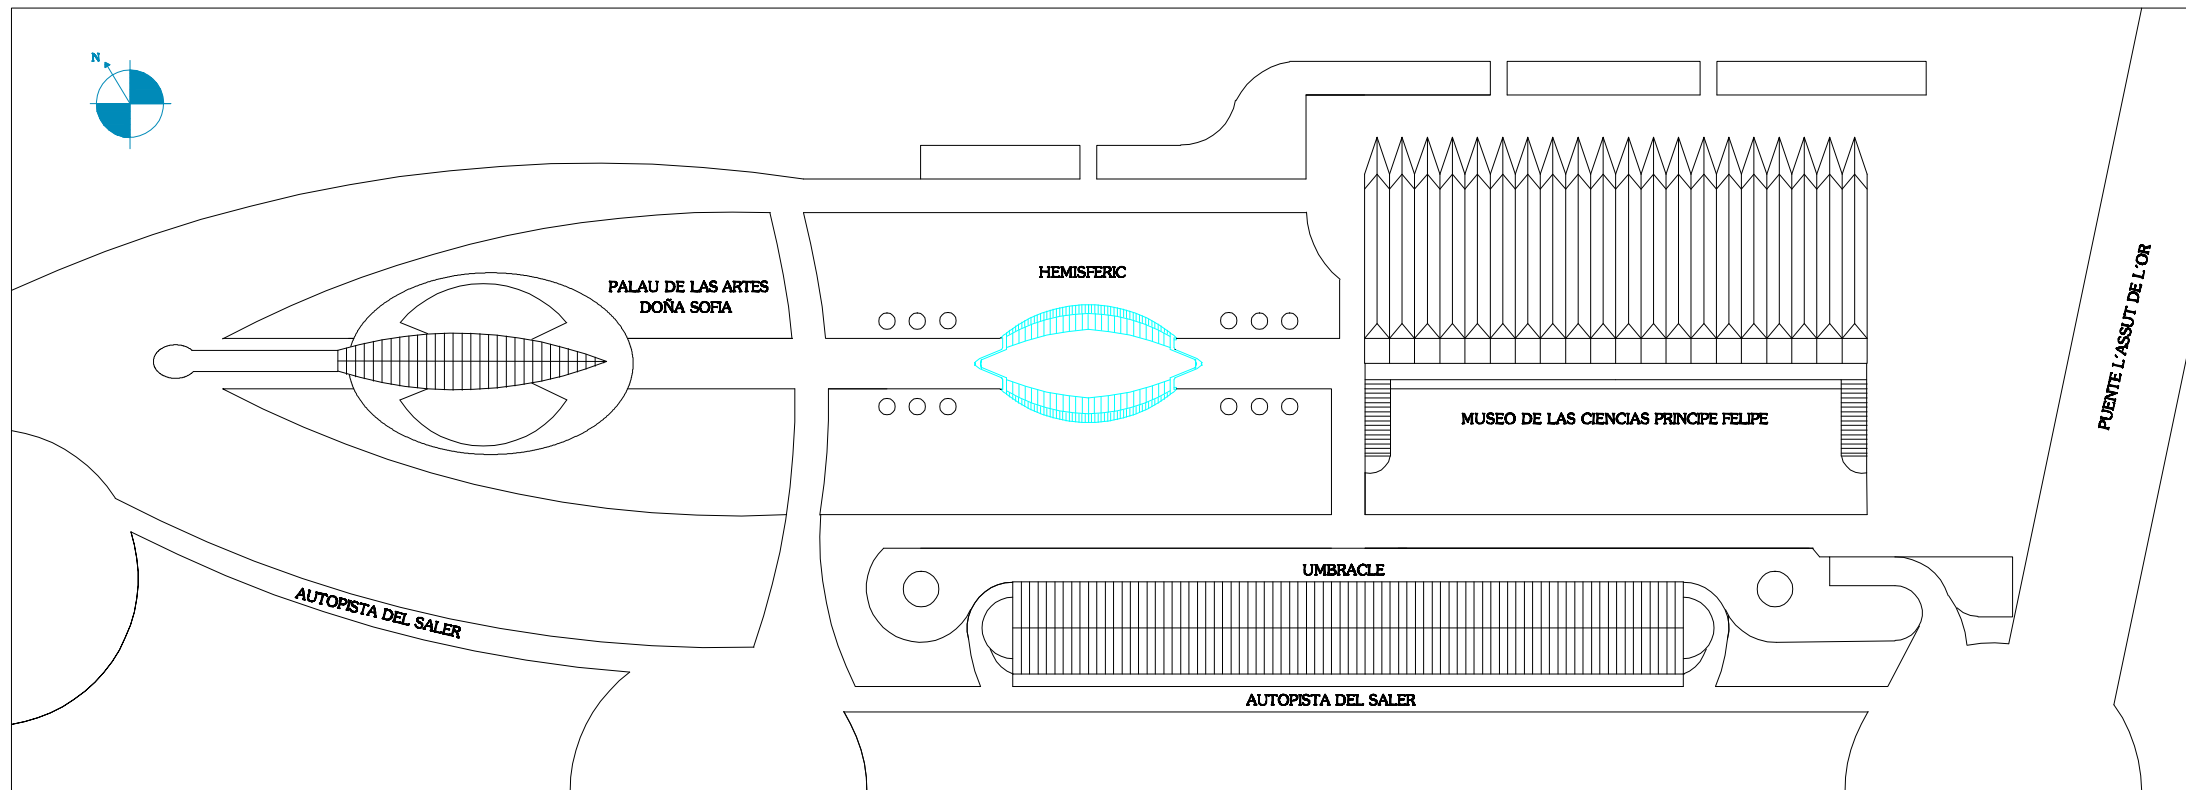 N
PALAU DE LAS ARTES
DOÑA SOFIA
HEMISFERIC
PUENTE L'ASSUT DE L'OR
MUSEO DE LAS CIENCIAS PRINCIPE FELIPE
UMBRACLE
AUTOPISTA DEL SALER
AUTOPISTA DEL SALER